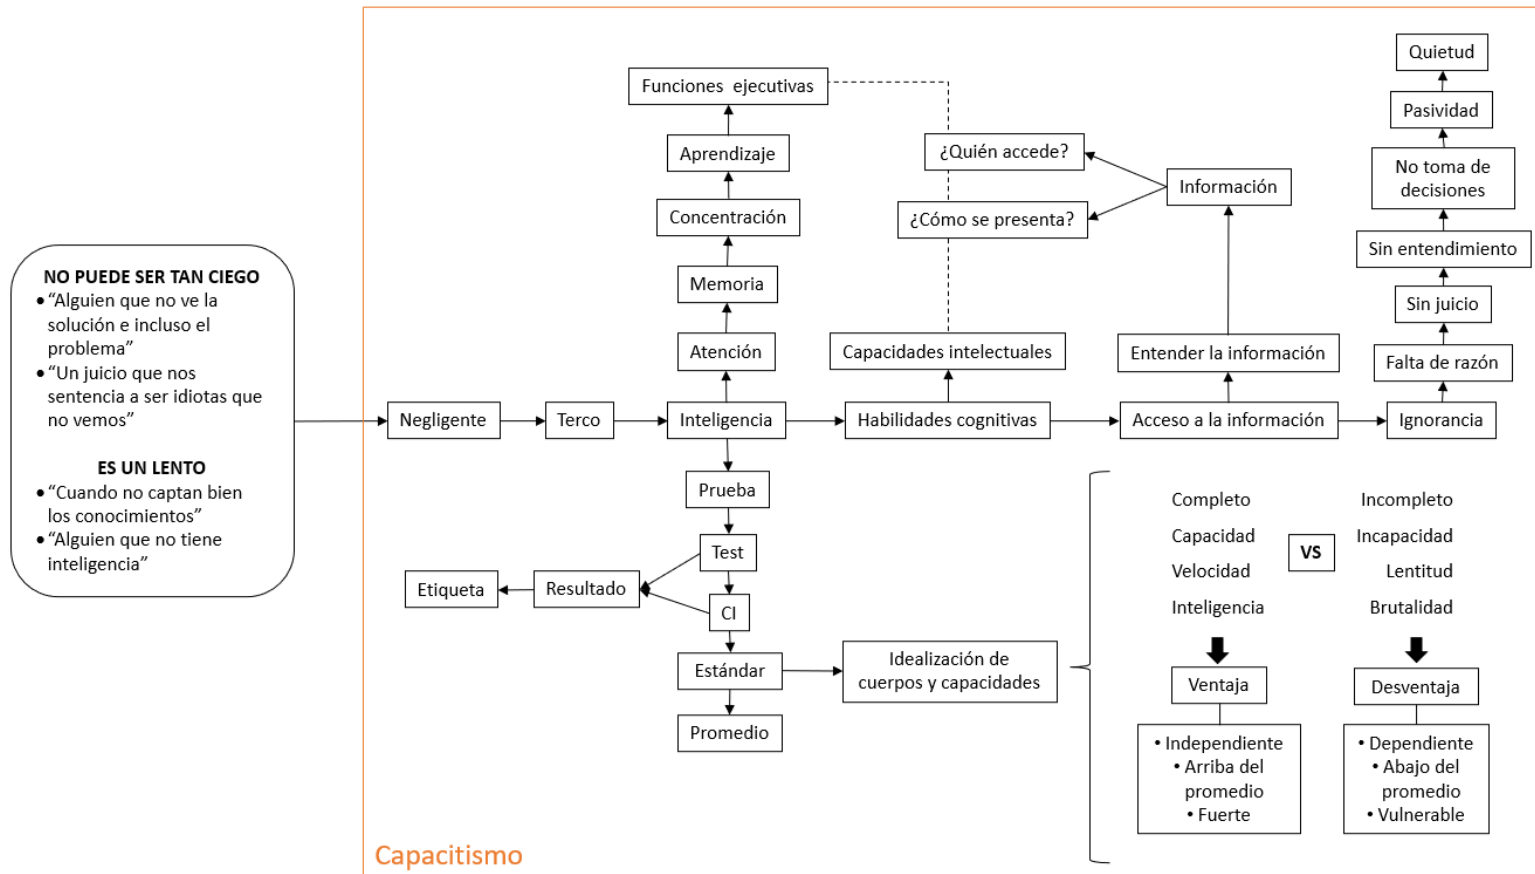 NO PUEDE SER TAN CIEGO
• “Alguien que no ve la
solución e incluso el
problema”
• “Un juicio que nos
sentencia a ser idiotas que
no vemos”
ES UN LENTO
• “Cuando no captan bien
los conocimientos”
• “Alguien que no tiene
inteligencia”
Negligente
Terco
Inteligencia
Habilidades cognitivas
Acceso a la información
Ignorancia
Funciones ejecutivas
Aprendizaje
Concentración
Memoria
Atención
¿Quién accede?
¿Cómo se presenta?
Información
Capacidades intelectuales
Entender la información
Quietud
Pasividad
No toma de
decisiones
Sin entendimiento
Sin juicio
Falta de razón
Prueba
Test
CI
Resultado
Etiqueta
Estándar
Promedio
Idealización de
cuerpos y capacidades
Completo
Capacidad
Velocidad
Inteligencia
VS
Incompleto
Incapacidad
Lentitud
Brutalidad
Ventaja
• Independiente
• Arriba del
promedio
• Fuerte
Desventaja
• Dependiente
• Abajo del
promedio
• Vulnerable
Capacitismo